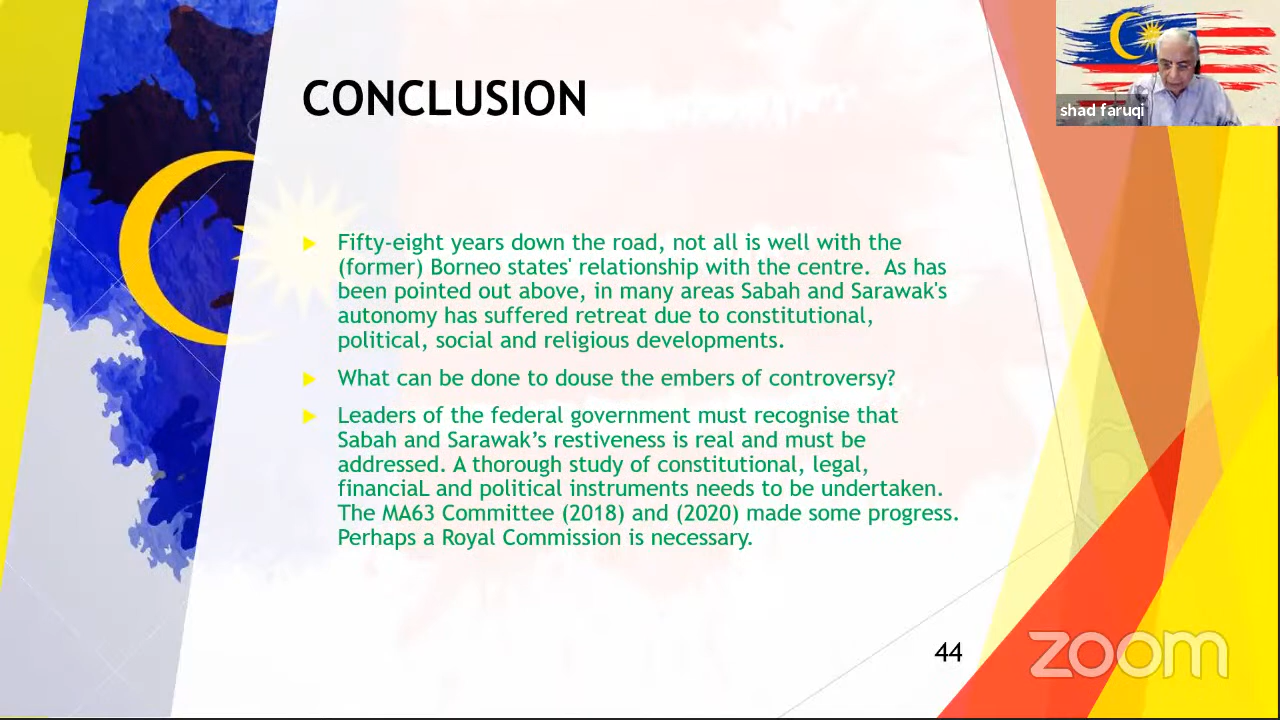 CONCLUSION
shad faruqi
Fifty-eight years down the road, not all is well with the
(former) Borneo states' relationship with the centre.  As has
been pointed out above, in many areas Sabah and Sarawak's
autonomy has suffered retreat due to constitutional,
political, social and religious developments.
What can be done to douse the embers of controversy?
Leaders of the federal government must recognise that
Sabah and Sarawak’s restiveness is real and must be
addressed. A thorough study of constitutional, legal,
financiaL and political instruments needs to be undertaken.
The MA63 Committee (2018) and (2020) made some progress.
Perhaps a Royal Commission is necessary.
44
zoom